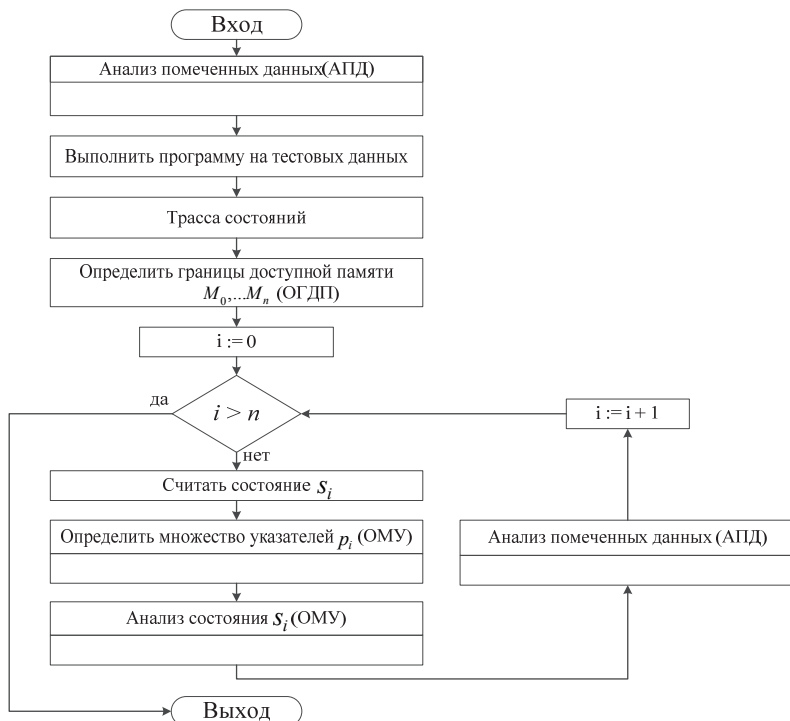 Вход
Анализ помеченных данных(АПД)
Выполнить программу на тестовых данных
Трасса состояний
Определить границы доступной памяти
M₀,...Mₙ (ОГДП)
i := 0
да
i > n
i := i + 1
нет
Считать состояние sᵢ
Определить множество указателей pᵢ (ОМУ)
Анализ помеченных данных (АПД)
Анализ состояния sᵢ (ОМУ)
Выход